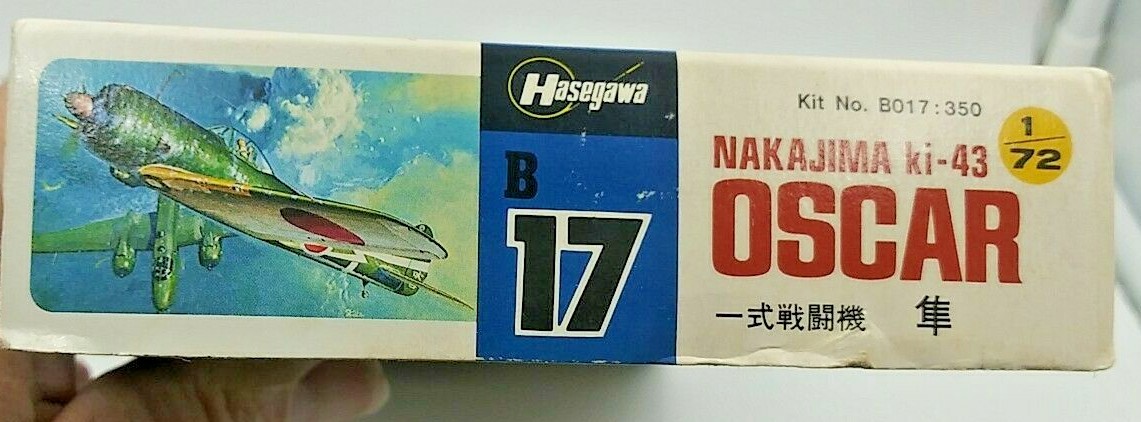 Hasegawa
B
17
Kit No. B017:350
1/72
NAKAJIMA ki-43
OSCAR
一式戦闘機 隼